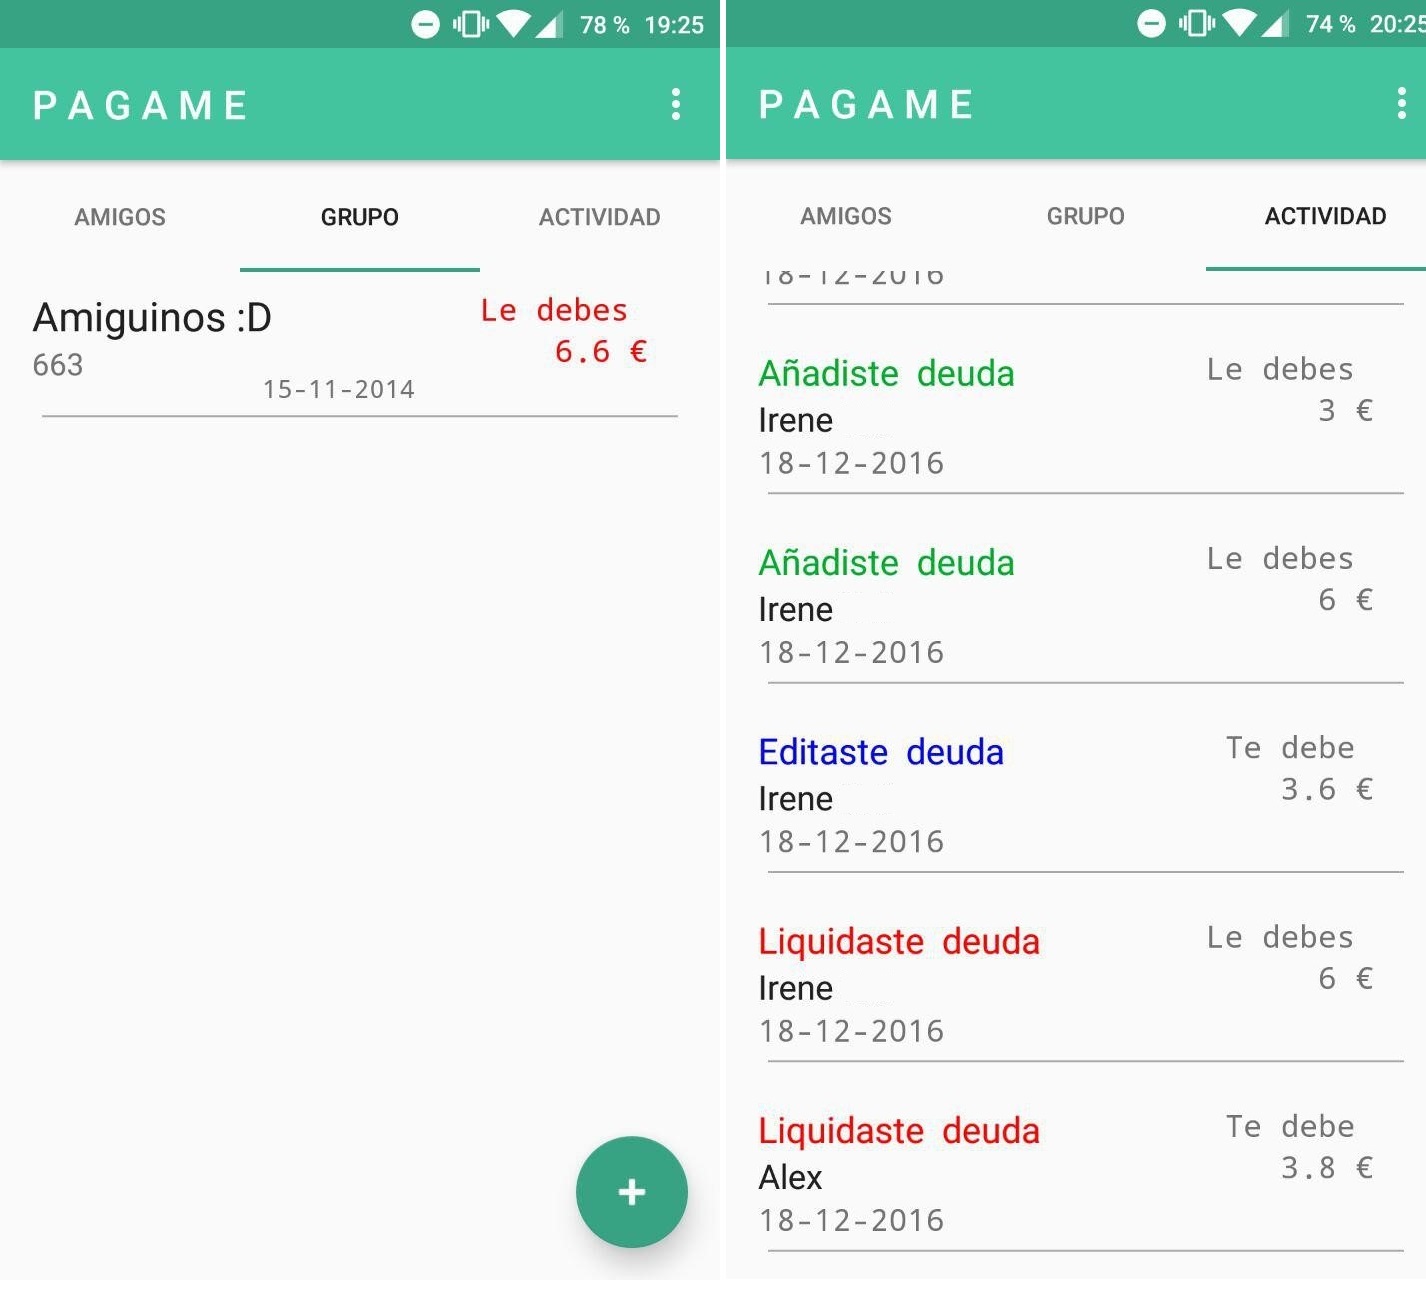 78 % 19:25
PAGAME
AMIGOS GRUPO ACTIVIDAD
Amiguinos :D
Le debes
6.6 €
663
15-11-2014
74 % 20:25
PAGAME
AMIGOS GRUPO ACTIVIDAD
18-12-2016
Añadiste deuda
Le debes
3 €
Irene
18-12-2016
Añadiste deuda
Le debes
6 €
Irene
18-12-2016
Editaste deuda
Te debe
3.6 €
Irene
18-12-2016
Liquidaste deuda
Le debes
6 €
Irene
18-12-2016
Liquidaste deuda
Te debe
3.8 €
Alex
18-12-2016